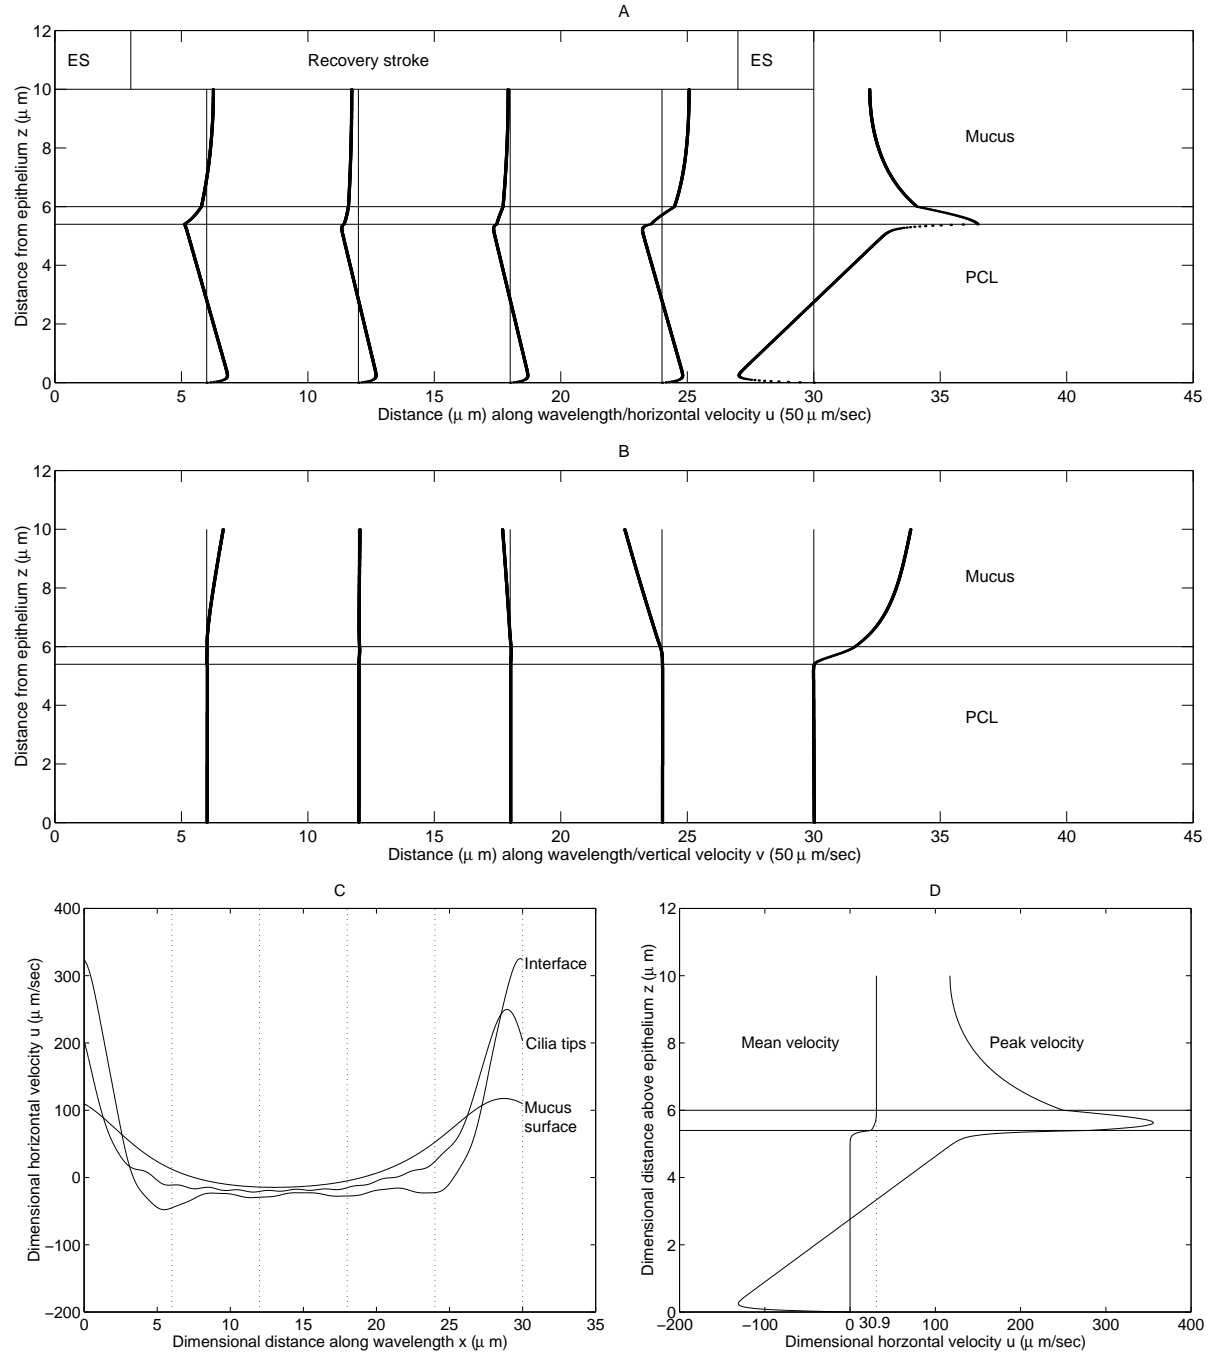 A
12
ES
Recovery stroke
ES
10
Mucus
8
6
4
PCL
2
0
Distance from epithelium z (μ m)
0 5 10 15 20 25 30 35 40 45
Distance (μ m) along wavelength/horizontal velocity u (50 μ m/sec)
B
12
10
Mucus
8
6
4
PCL
2
0
Distance from epithelium z (μ m)
0 5 10 15 20 25 30 35 40 45
Distance (μ m) along wavelength/vertical velocity v (50 μ m/sec)
C
400
300
Interface
200
Cilia tips
100
Mucus
surface
0
−100
−200
Dimensional horizontal velocity u (μ m/sec)
0 5 10 15 20 25 30 35
Dimensional distance along wavelength x (μ m)
D
12
10
8
Mean velocity
Peak velocity
6
4
2
0
Dimensional distance above epithelium z (μ m)
−200 −100 0 30.9 100 200 300 400
Dimensional horzontal velocity u (μ m/sec)